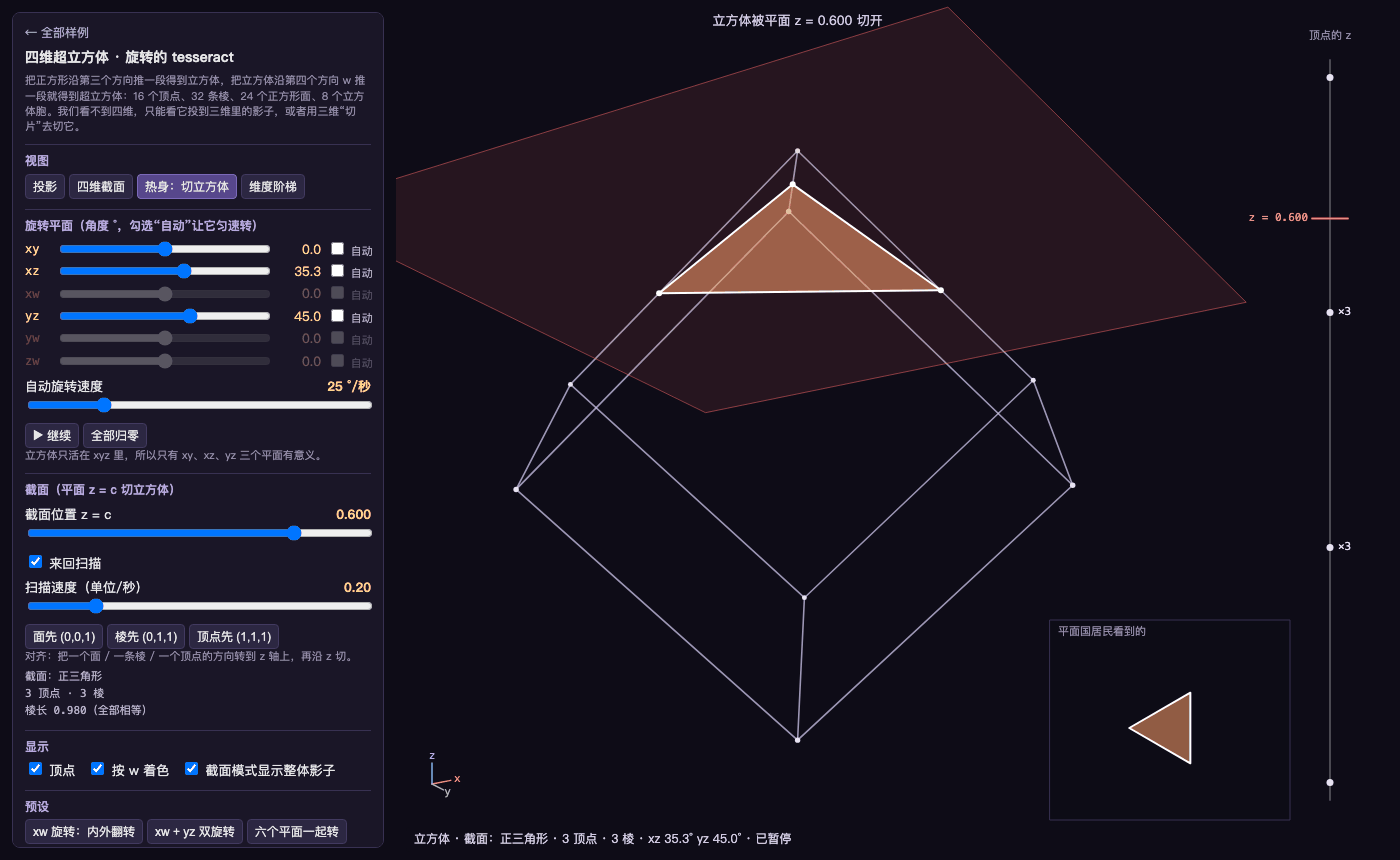 ← 全部样例
四维超立方体 · 旋转的 tesseract
把正方形沿第三个方向推一段得到立方体，把立方体沿第四个方向 w 推
一段就得到超立方体：16 个顶点、32 条棱、24 个正方形面、8 个立方
体胞。我们看不到四维，只能看它投到三维里的影子，或者用三维“切
片”去切它。
视图
投影
四维截面
热身：切立方体
维度阶梯
旋转平面（角度 °，勾选“自动”让它匀速转）
xy 0.0 自动
xz 35.3 自动
xw 0.0 自动
yz 45.0 自动
yw 0.0 自动
zw 0.0 自动
自动旋转速度 25 °/秒
▶ 继续
全部归零
立方体只活在 xyz 里，所以只有 xy、xz、yz 三个平面有意义。
截面（平面 z = c 切立方体）
截面位置 z = c 0.600
来回扫描
扫描速度（单位/秒） 0.20
面先 (0,0,1)
棱先 (0,1,1)
顶点先 (1,1,1)
对齐：把一个面 / 一条棱 / 一个顶点的方向转到 z 轴上，再沿 z 切。
截面：正三角形
3 顶点 · 3 棱
棱长 0.980（全部相等）
显示
顶点
按 w 着色
截面模式显示整体影子
预设
xw 旋转：内外翻转
xw + yz 双旋转
六个平面一起转
立方体被平面 z = 0.600 切开
顶点的 z
z = 0.600
×3
×3
平面国居民看到的
z
x
y
立方体 · 截面：正三角形 · 3 顶点 · 3 棱 · xz 35.3° yz 45.0° · 已暂停